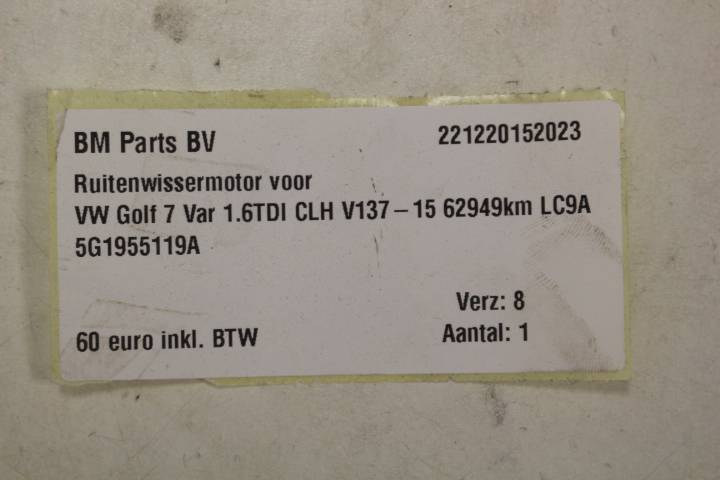 BM Parts BV 221220152023
Ruitenwissermotor voor
VW Golf 7 Var 1.6TDI CLH V137 – 15 62949km LC9A
5G1955119A
Verz: 8
60 euro inkl. BTW Aantal: 1